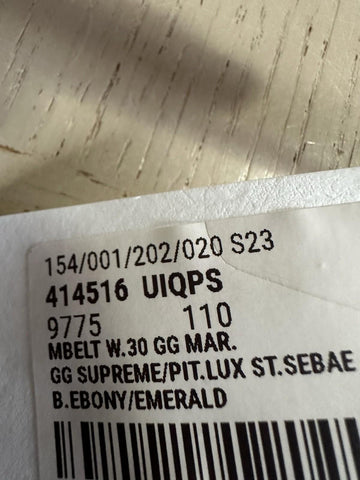 154/001/202/020 S23
414516 UIQPS
9775 110
MBELT W.30 GG MAR.
GG SUPREME/PIT.LUX ST.SEBAE
B.EBONY/EMERALD